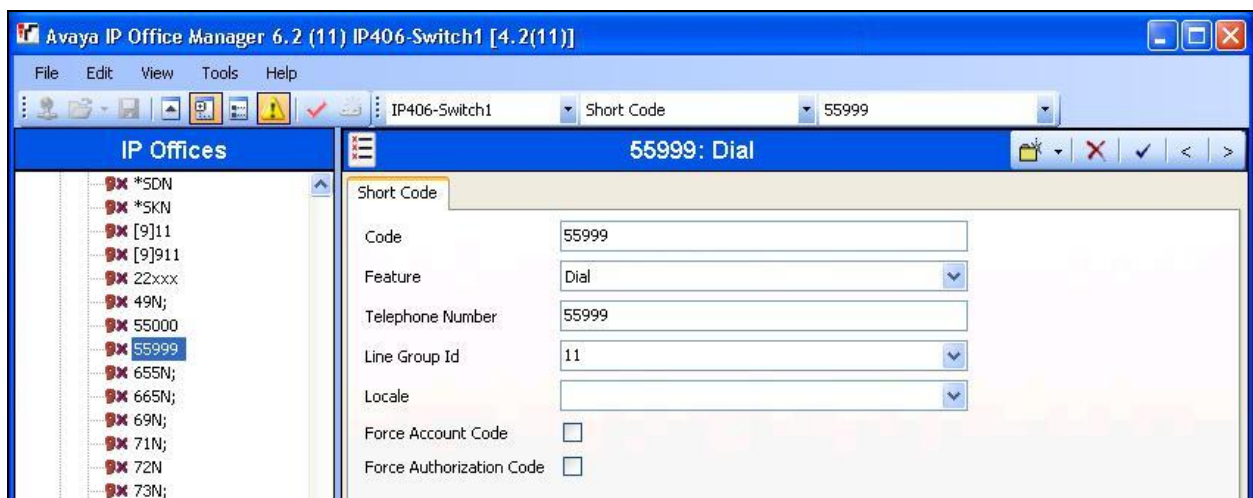 Avaya IP Office Manager 6.2 (11) IP406-Switch1 [4.2(11)]
File Edit View Tools Help
IP406-Switch1 Short Code 55999
IP Offices
55999: Dial
*SDN
*SKN
[9]11
[9]911
22xxx
49N;
55000
55999
655N;
665N;
69N;
71N;
72N
73N;
Short Code
Code 55999
Feature Dial
Telephone Number 55999
Line Group Id 11
Locale
Force Account Code
Force Authorization Code